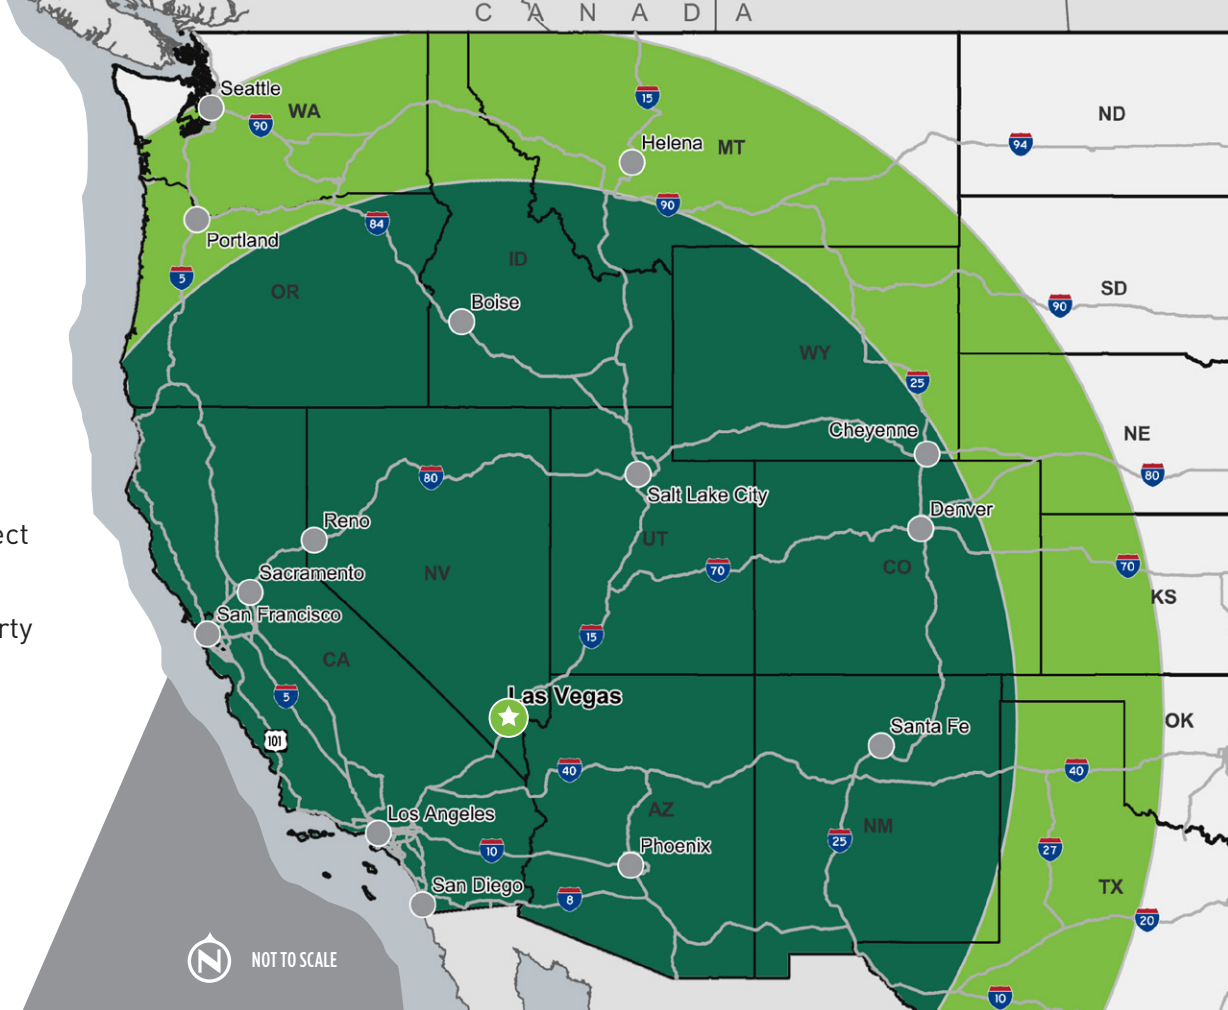 C A N A D A
Seattle
WA
90
15
Helena
MT
ND
94
90
84
Portland
5
OR
ID
Boise
SD
90
WY
25
Cheyenne
NE
80
80
Salt Lake City
Denver
Reno
UT
ect
NV
70
CO
70
Sacramento
KS
San Francisco
rty
15
CA
5
Las Vegas
OK
Santa Fe
101
40
40
Los Angeles
AZ
NM
25
Phoenix
10
27
San Diego
8
TX
20
N
NOT TO SCALE
10